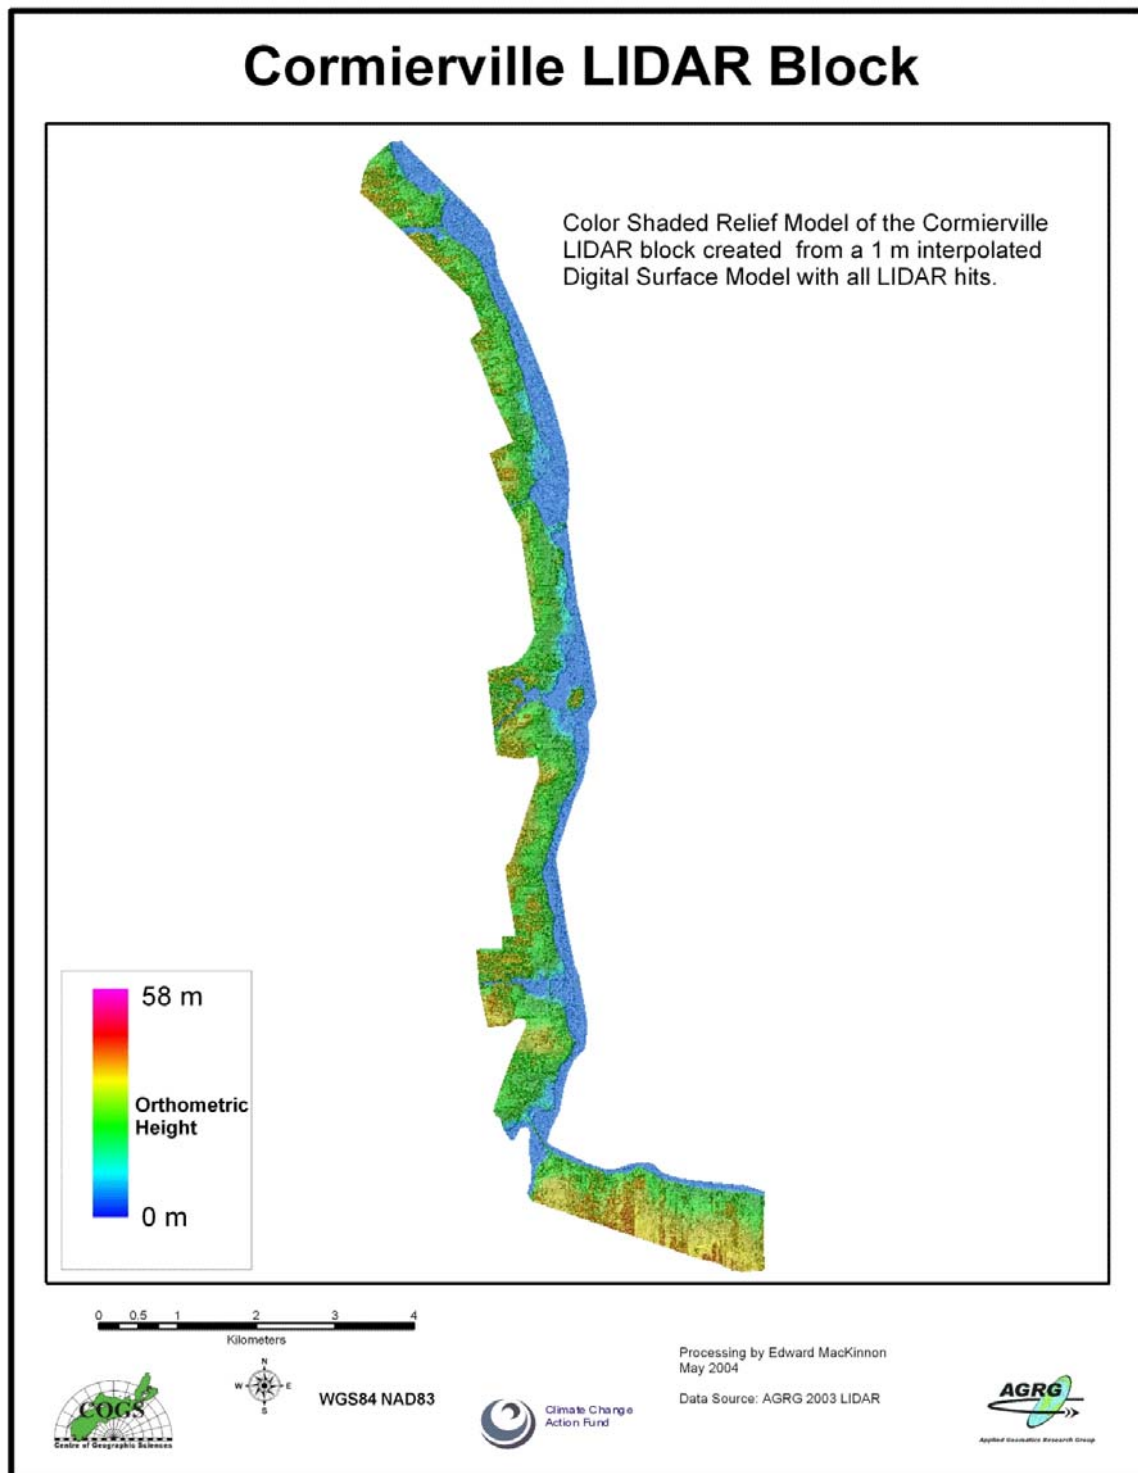 Cormierville LIDAR Block
Color Shaded Relief Model of the Cormierville
LIDAR block created from a 1 m interpolated
Digital Surface Model with all LIDAR hits.
58 m
Orthometric
Height
0 m
0 0.5 1 2 3 4
Kilometers
N
W E
S
WGS84 NAD83
COGS
Centre of Geographic Sciences
Climate Change
Action Fund
Processing by Edward MacKinnon
May 2004
Data Source: AGRG 2003 LIDAR
AGRG
Applied Geomatics Research Group